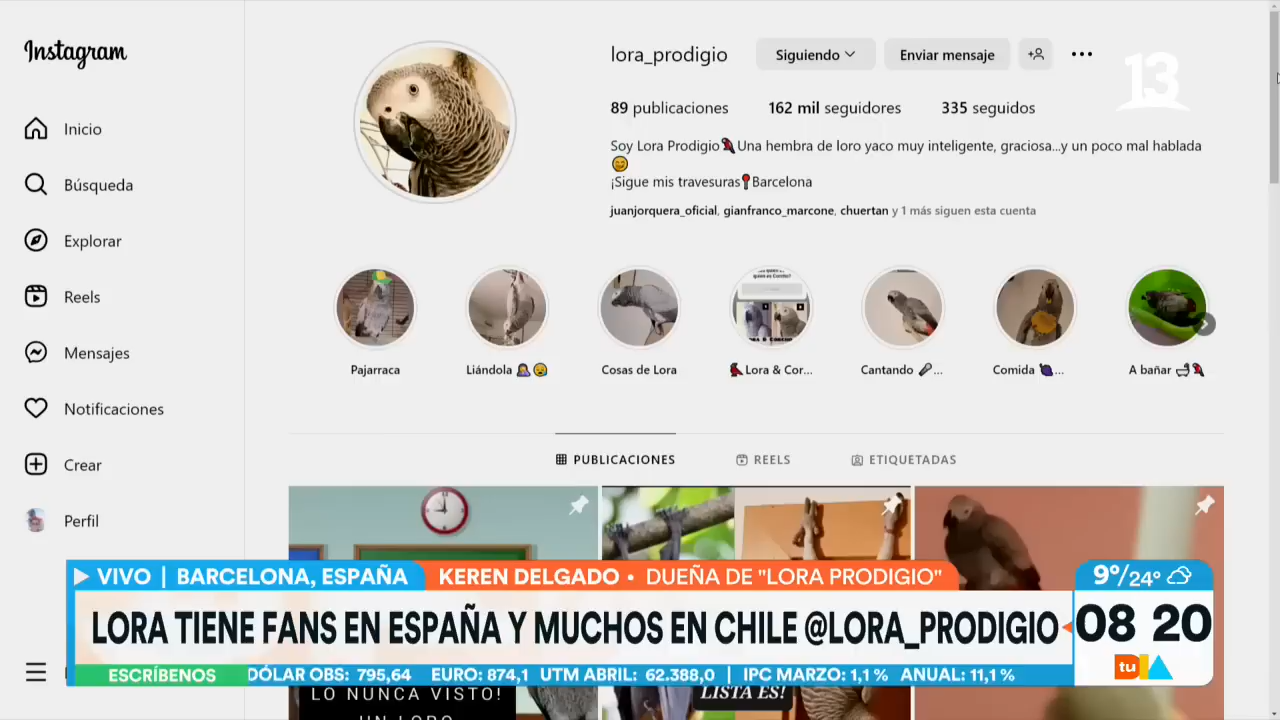 Instagram
Inicio
Búsqueda
Explorar
Reels
Mensajes
Notificaciones
Crear
Perfil
lora_prodigio
Siguiendo
Enviar mensaje
13
89 publicaciones
162 mil seguidores
335 seguidos
Soy Lora Prodigio🦜Una hembra de loro yaco muy inteligente, graciosa...y un poco mal hablada
😄
¡Sigue mis travesuras📍Barcelona
juanjorquera_oficial, gianfranco_marcone, chuertan y 1 más siguen esta cuenta
Pajarraca
Liándola 🤦‍♀️😄
Cosas de Lora
🦜Lora & Cor...
Cantando 🎤...
Comida 🍇...
A bañar 🛁🦜
PUBLICACIONES
REELS
ETIQUETADAS
VIVO | BARCELONA, ESPAÑA
KEREN DELGADO • DUEÑA DE "LORA PRODIGIO"
LORA TIENE FANS EN ESPAÑA Y MUCHOS EN CHILE @LORA_PRODIGIO
9°/24°
08 20
tu
ESCRÍBENOS
DÓLAR OBS: 795,64 EURO: 874,1 UTM ABRIL: 62.388,0 | IPC MARZO: 1,1 % ANUAL: 11,1 %
LO NUNCA VISTO!
UN LORO
LISTA ES!